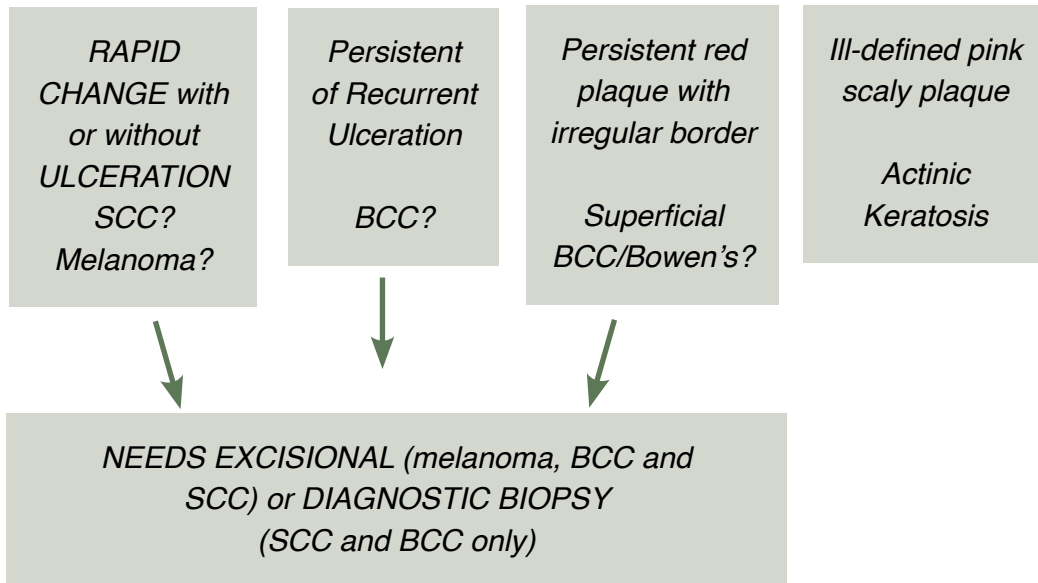 RAPID
CHANGE with
or without
ULCERATION
SCC?
Melanoma?
Persistent
of Recurrent
Ulceration
BCC?
Persistent red
plaque with
irregular border
Superficial
BCC/Bowen’s?
Ill-defined pink
scaly plaque
Actinic
Keratosis
NEEDS EXCISIONAL (melanoma, BCC and
SCC) or DIAGNOSTIC BIOPSY
(SCC and BCC only)